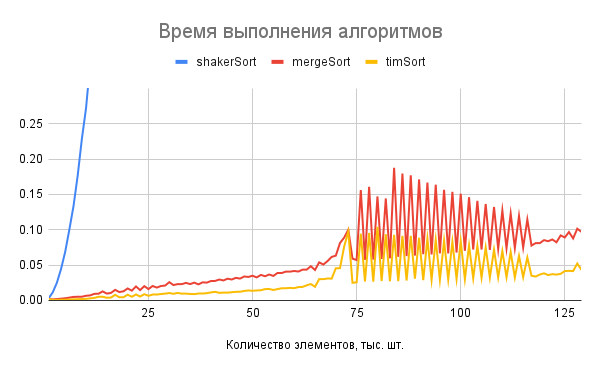 Время выполнения алгоритмов
shakerSort mergeSort timSort
0.25
0.20
0.15
0.10
0.05
0.00
25 50 75 100 125
Количество элементов, тыс. шт.